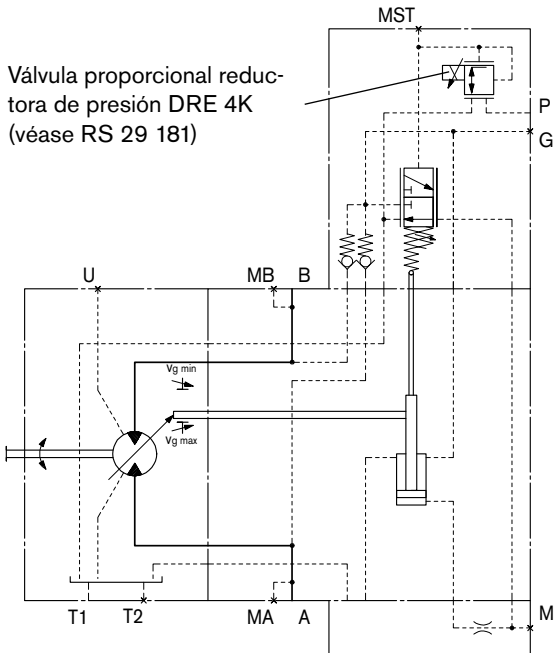 MST
Válvula proporcional reduc-
tora de presión DRE 4K
(véase RS 29 181)
P
G
U
MB
B
Vg min
Vg max
T1
T2
MA
A
M